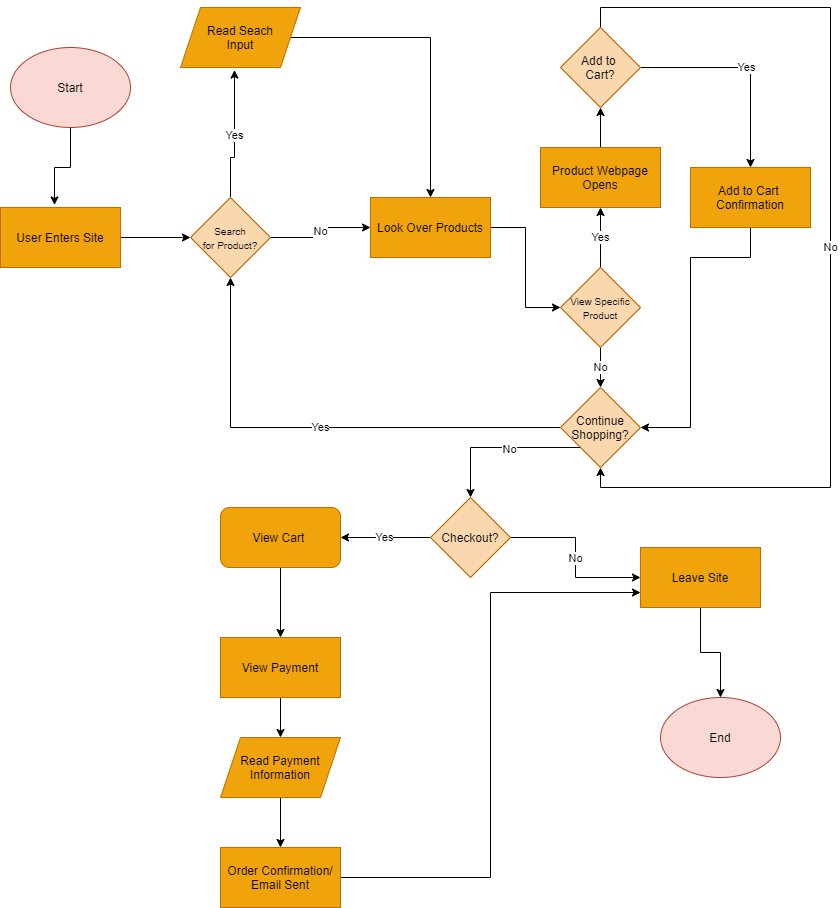 Read Seach
Input
Start
Add to
Cart?
Yes
Yes
Product Webpage
Opens
Add to Cart
Confirmation
User Enters Site
Search
for Product?
No
Look Over Products
Yes
No
View Specific
Product
No
Continue
Shopping?
Yes
No
View Cart
Yes
Checkout?
No
Leave Site
View Payment
End
Read Payment
Information
Order Confirmation/
Email Sent